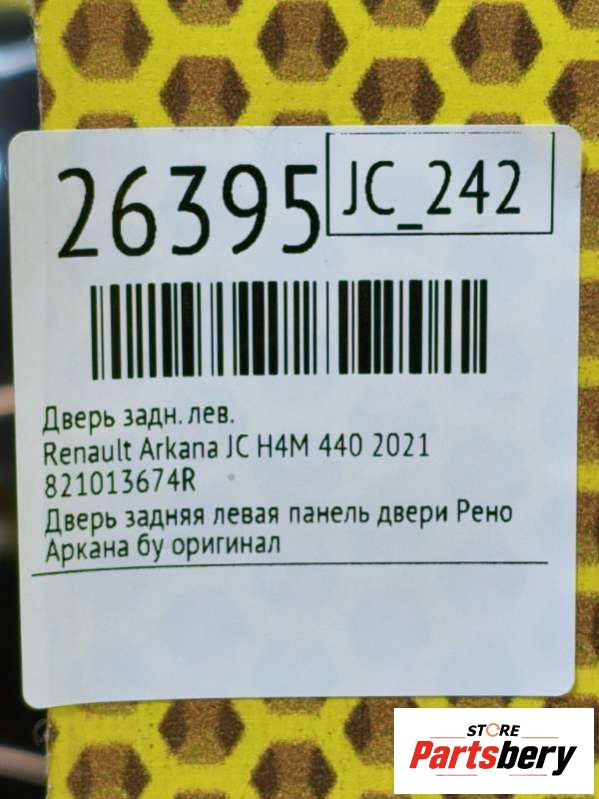 26395
JC_242
Дверь задн. лев.
Renault Arkana JC H4M 440 2021
821013674R
Дверь задняя левая панель двери Рено
Аркана бу оригинал
STORE
Partsbery